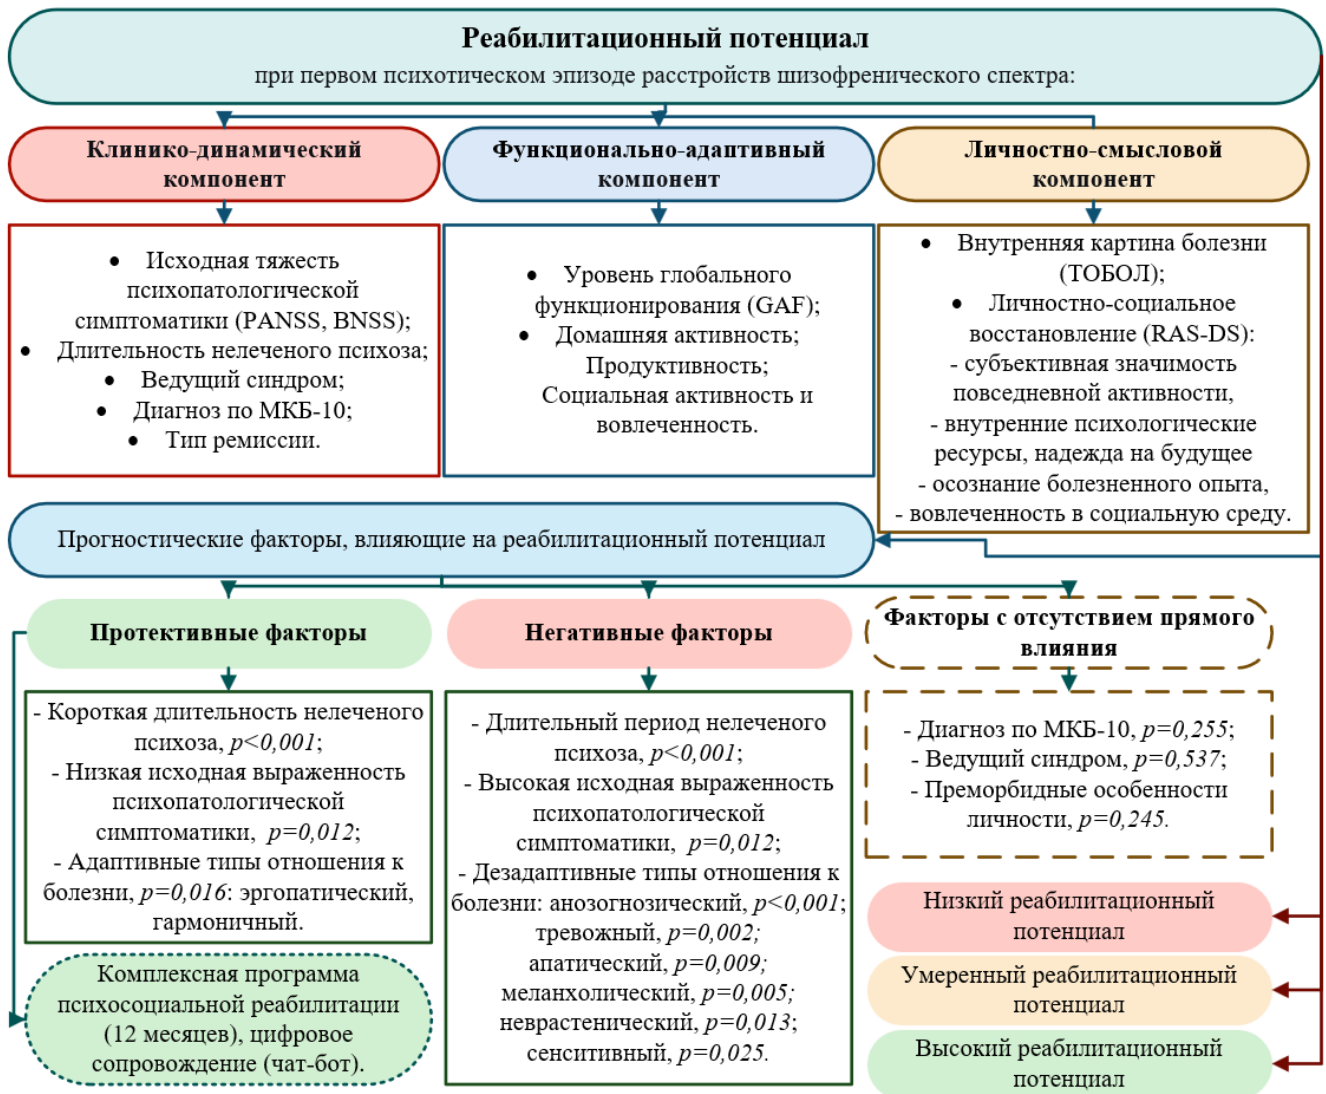 Реабилитационный потенциал
при первом психотическом эпизоде расстройств шизофренического спектра:
Клинико-динамический
компонент
• Исходная тяжесть
психопатологической
симптоматики (PANSS, BNSS);
• Длительность нелеченого психоза;
• Ведущий синдром;
• Диагноз по МКБ-10;
• Тип ремиссии.
Функционально-адаптивный
компонент
• Уровень глобального
функционирования (GAF);
• Домашняя активность;
Продуктивность;
Социальная активность и
вовлеченность.
Личностно-смысловой
компонент
• Внутренняя картина болезни
(ТОБОЛ);
• Личностно-социальное
восстановление (RAS-DS):
- субъективная значимость
повседневной активности,
- внутренние психологические
ресурсы, надежда на будущее
- осознание болезненного опыта,
- вовлеченность в социальную среду.
Прогностические факторы, влияющие на реабилитационный потенциал
Протективные факторы
- Короткая длительность нелеченого
психоза, p<0,001;
- Низкая исходная выраженность
психопатологической
симптоматики, p=0,012;
- Адаптивные типы отношения к
болезни, p=0,016: эргопатический,
гармоничный.
Комплексная программа
психосоциальной реабилитации
(12 месяцев), цифровое
сопровождение (чат-бот).
Негативные факторы
- Длительный период нелеченого
психоза, p<0,001;
- Высокая исходная выраженность
психопатологической
симптоматики, p=0,012;
- Дезадаптивные типы отношения к
болезни: анозогнозический, p<0,001;
тревожный, p=0,002;
апатический, p=0,009;
меланхолический, p=0,005;
неврастенический, p=0,013;
сенситивный, p=0,025.
Факторы с отсутствием прямого
влияния
- Диагноз по МКБ-10, p=0,255;
- Ведущий синдром, p=0,537;
- Преморбидные особенности
личности, p=0,245.
Низкий реабилитационный
потенциал
Умеренный реабилитационный
потенциал
Высокий реабилитационный
потенциал